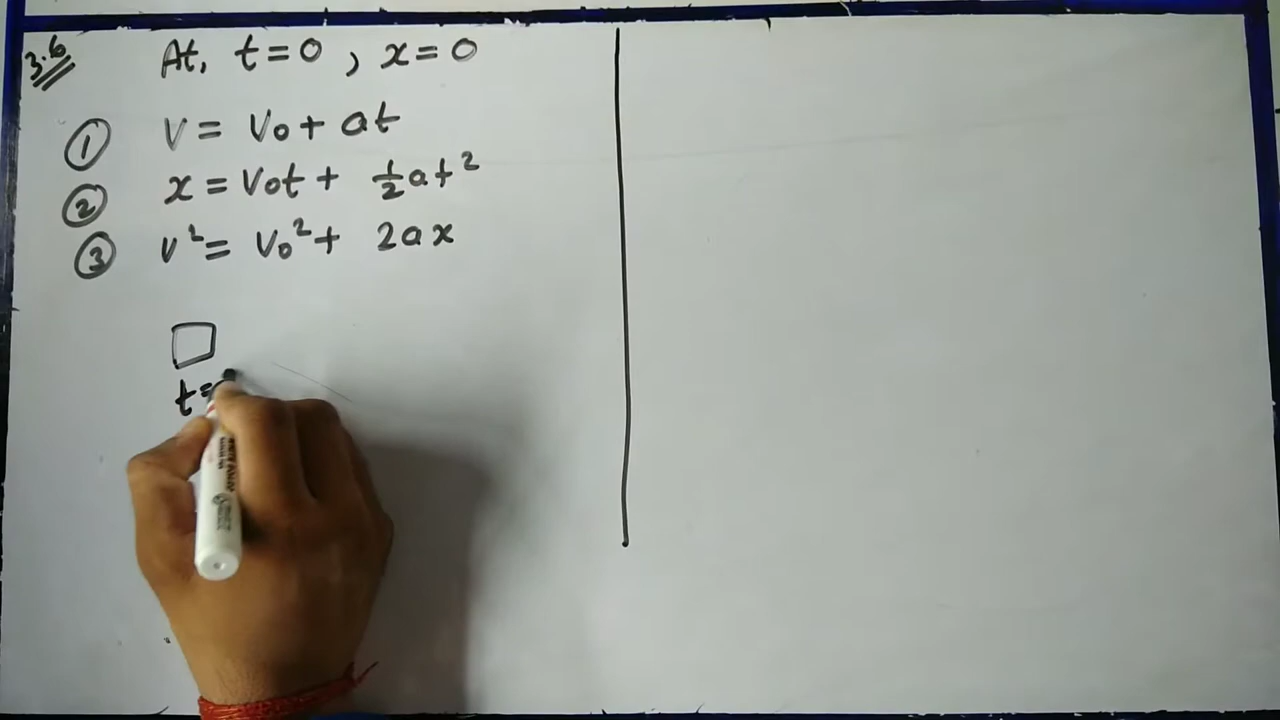 3.6 At, t=0, x=0
① v = v₀ + at
② x = v₀t + ½at²
③ v² = v₀² + 2ax
t=